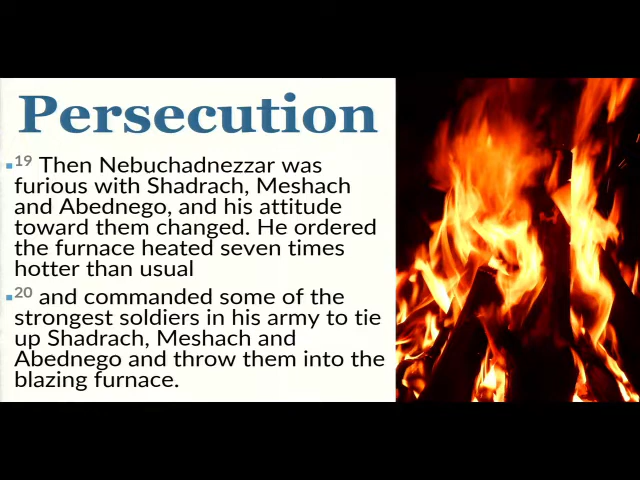 Persecution
▪19 Then Nebuchadnezzar was
furious with Shadrach, Meshach
and Abednego, and his attitude
toward them changed. He ordered
the furnace heated seven times
hotter than usual
▪20 and commanded some of the
strongest soldiers in his army to tie
up Shadrach, Meshach and
Abednego and throw them into the
blazing furnace.